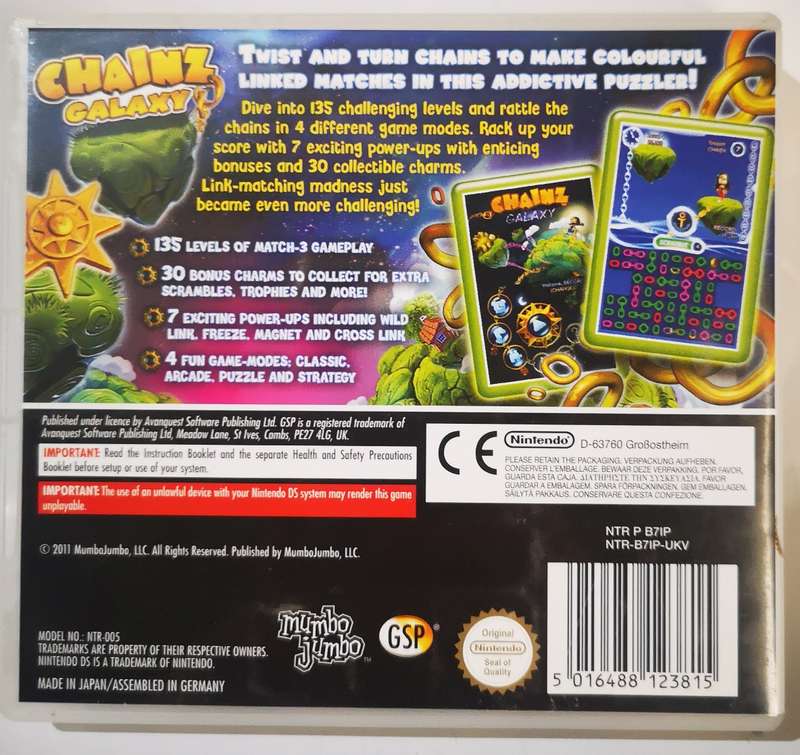 CHAINZ
GALAXY
TWIST AND TURN CHAINS TO MAKE COLOURFUL
LINKED MATCHES IN THIS ADDICTIVE PUZZLER!
Dive into 135 challenging levels and rattle the
chains in 4 different game modes. Rack up your
score with 7 exciting power-ups with enticing
bonuses and 30 collectible charms.
Link-matching madness just
became even more challenging!
135 LEVELS OF MATCH-3 GAMEPLAY
30 BONUS CHARMS TO COLLECT FOR EXTRA
SCRAMBLES, TROPHIES AND MORE!
7 EXCITING POWER-UPS INCLUDING WILD
LINK, FREEZE, MAGNET AND CROSS LINK
4 FUN GAME-MODES: CLASSIC,
ARCADE, PUZZLE AND STRATEGY
CHAINZ
GALAXY
7
Published under licence by Avanquest Software Publishing Ltd. GSP is a registered trademark of
Avanquest Software Publishing Ltd, Meadow Lane, St Ives, Cambs, PE27 4LG, UK.
IMPORTANT: Read the Instruction Booklet and the separate Health and Safety Precautions
Booklet before setup or use of your system.
IMPORTANT: The use of an unlawful device with your Nintendo DS system may render this game
unplayable.
CE Nintendo D-63760 Großostheim
PLEASE RETAIN THE PACKAGING. VERPACKUNG AUFHEBEN.
CONSERVER L'EMBALLAGE. BEWAAR DEZE VERPAKKING. POR FAVOR,
GUARDA ESTA CAJA. ΔΙΑΤΗΡΗΣΤΕ ΤΗΝ ΣΥΣΚΕΥΑΣΙΑ. FAVOR
GUARDAR A EMBALAGEM. SPARA FÖRPACKNINGEN. GEM EMBALLAGEN.
SÄILYTÄ PAKKAUS. CONSERVARE QUESTA CONFEZIONE.
NTR P B7IP
NTR-B7IP-UKV
© 2011 MumboJumbo, LLC. All Rights Reserved. Published by MumboJumbo, LLC.
MODEL NO.: NTR-005
TRADEMARKS ARE PROPERTY OF THEIR RESPECTIVE OWNERS.
NINTENDO DS IS A TRADEMARK OF NINTENDO.
MADE IN JAPAN/ASSEMBLED IN GERMANY
mumbo
jumbo™
GSP®
Original
Nintendo
Seal of
Quality
5 016488 123815